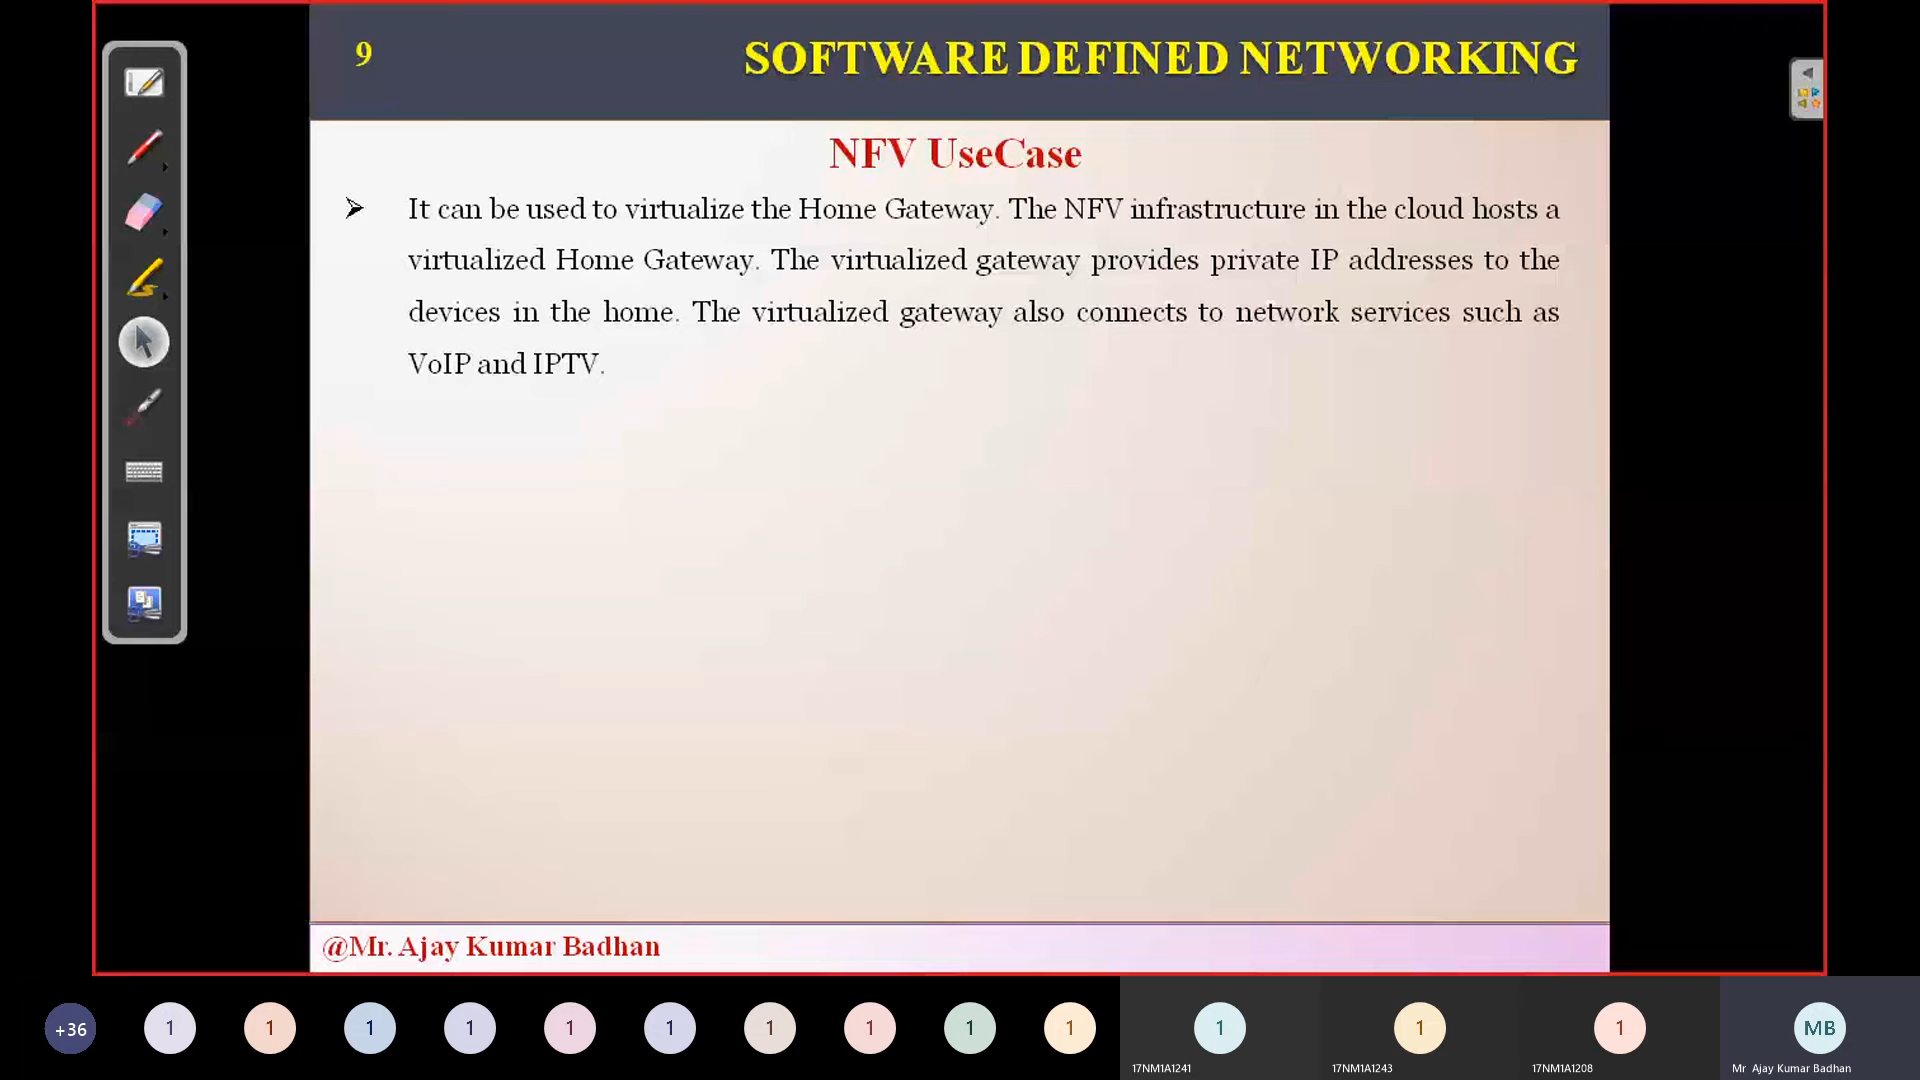 9
SOFTWARE DEFINED NETWORKING
NFV UseCase
➢ It can be used to virtualize the Home Gateway. The NFV infrastructure in the cloud hosts a
virtualized Home Gateway. The virtualized gateway provides private IP addresses to the
devices in the home. The virtualized gateway also connects to network services such as
VoIP and IPTV.
@Mr. Ajay Kumar Badhan
+36
1
1
1
1
1
1
1
1
1
1
1
1
1
MB
17NM1A1241
17NM1A1243
17NM1A1208
Mr Ajay Kumar Badhan